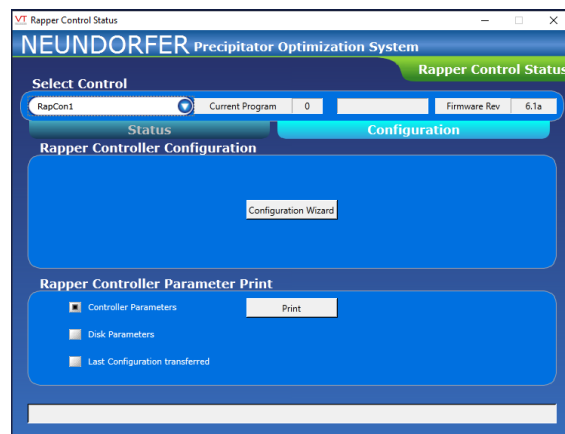 VT Rapper Control Status
NEUNDORFER Precipitator Optimization System
Rapper Control Status
Select Control
RapCon1 Current Program 0 Firmware Rev 6.1a
Status Configuration
Rapper Controller Configuration
Configuration Wizard
Rapper Controller Parameter Print
Controller Parameters Print
Disk Parameters
Last Configuration transferred